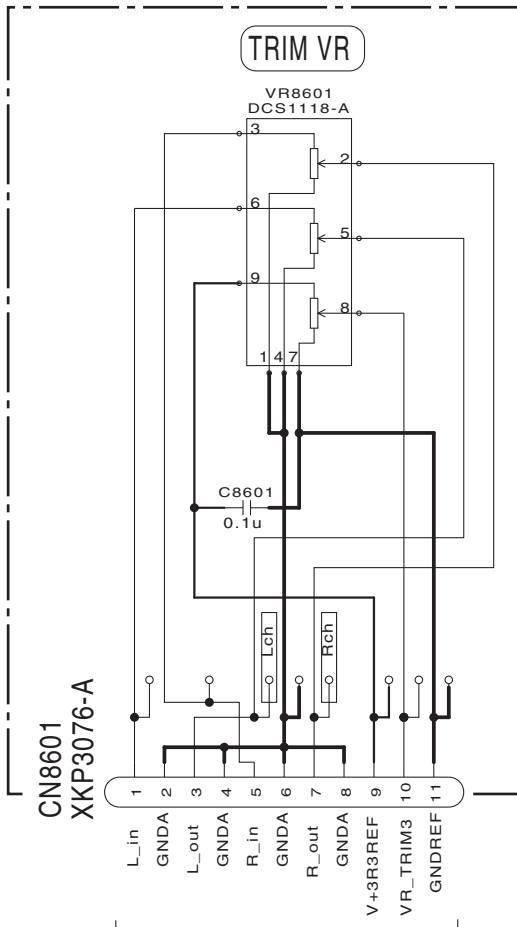 TRIM VR
VR8601
DCS1118-A
3
2
6
5
9
8
1 4 7
C8601
0.1u
Lch
Rch
CN8601
XKP3076-A
1
2
3
4
5
6
7
8
9
10
11
L_in
GNDA
L_out
GNDA
R_in
GNDA
R_out
GNDA
V+3R3REF
VR_TRIM3
GNDREF